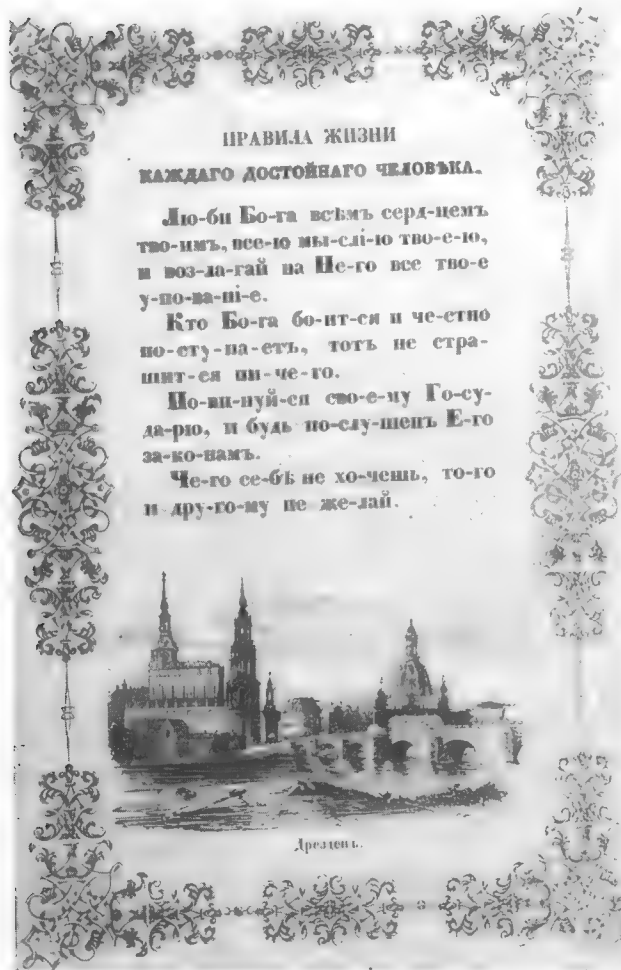 ПРАВИЛА ЖИЗНИ
КАЖДАГО ДОСТОЙНАГО ЧЕЛОВѢКА.
Лю-би Бо-га всѣмъ серд-цемъ
тво-имъ, все-ю мы-слі-ю тво-е-ю,
и воз-ла-гай на Не-го все тво-е
у-по-ва-ні-е.
Кто Бо-га бо-ит-ся и че-стно
по-сту-па-етъ, тотъ не стра-
шит-ся ни-че-го.
По-ви-нуй-ся сво-е-му Го-су-
да-рю, и будь по-слу-шенъ Е-го
за-ко-намъ.
Че-го се-бѣ не хо-чешь, то-го
и дру-го-му не же-лай.
Дрезденъ.